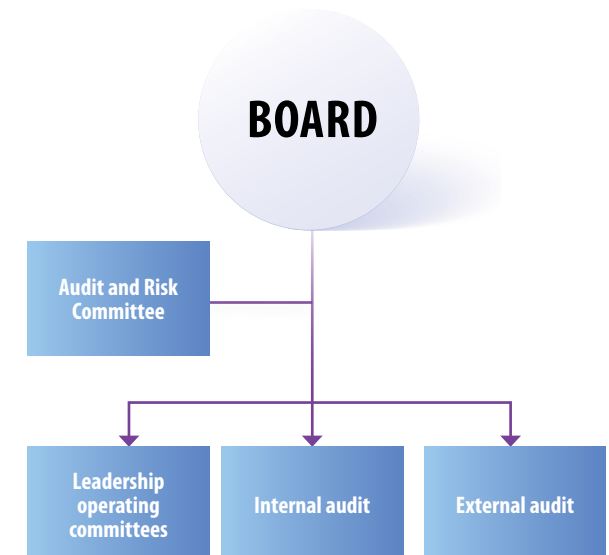 BOARD
Audit and Risk
Committee
Leadership
operating
committees
Internal audit
External audit